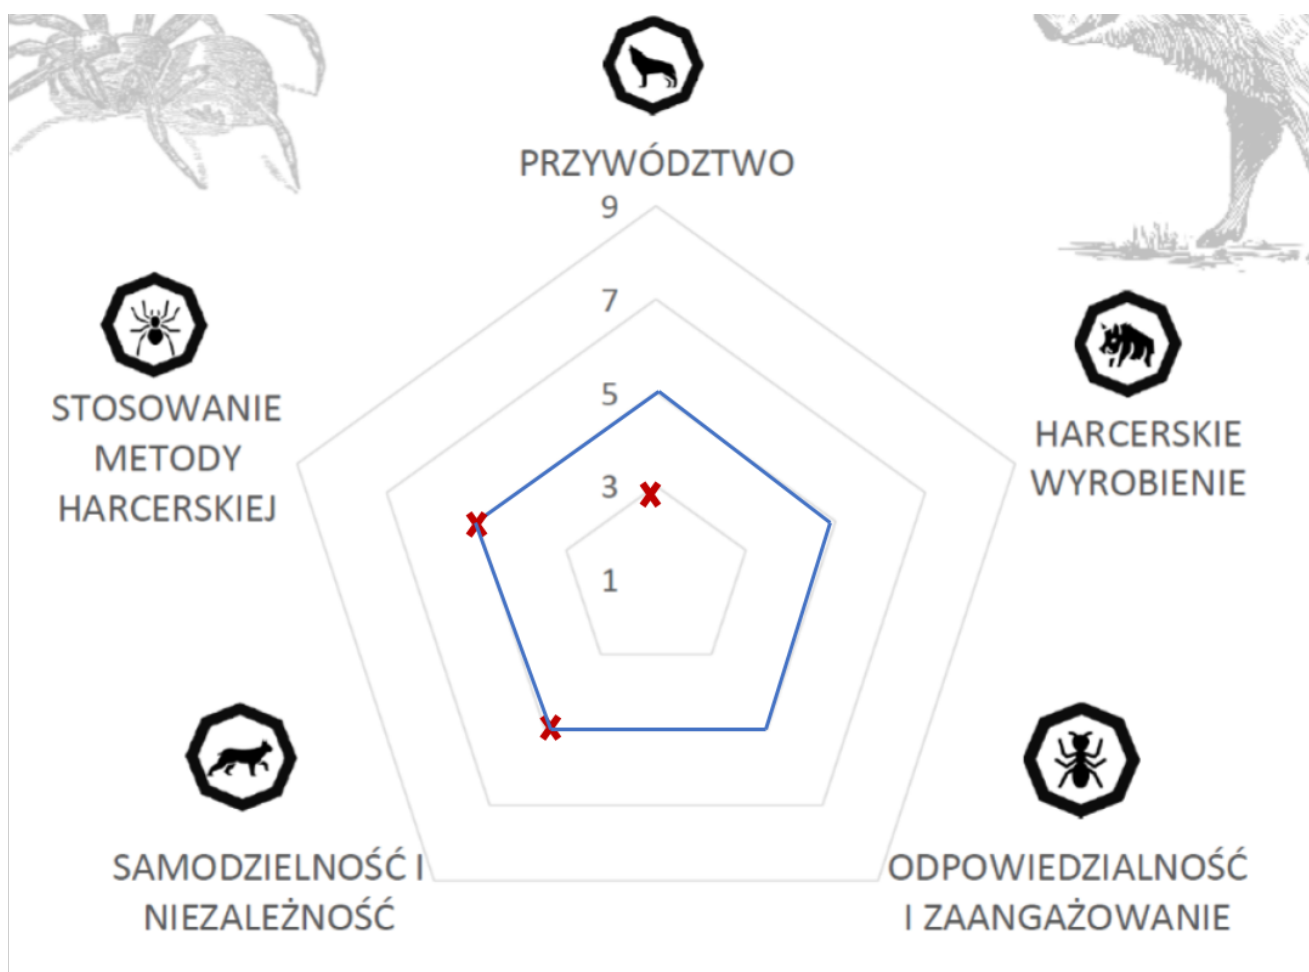 PRZYWÓDZTWO
9
7
5
3
1
STOSOWANIE
METODY
HARCERSKIEJ
HARCERSKIE
WYROBIENIE
SAMODZIELNOŚĆ I
NIEZALEŻNOŚĆ
ODPOWIEDZIALNOŚĆ
I ZAANGAŻOWANIE